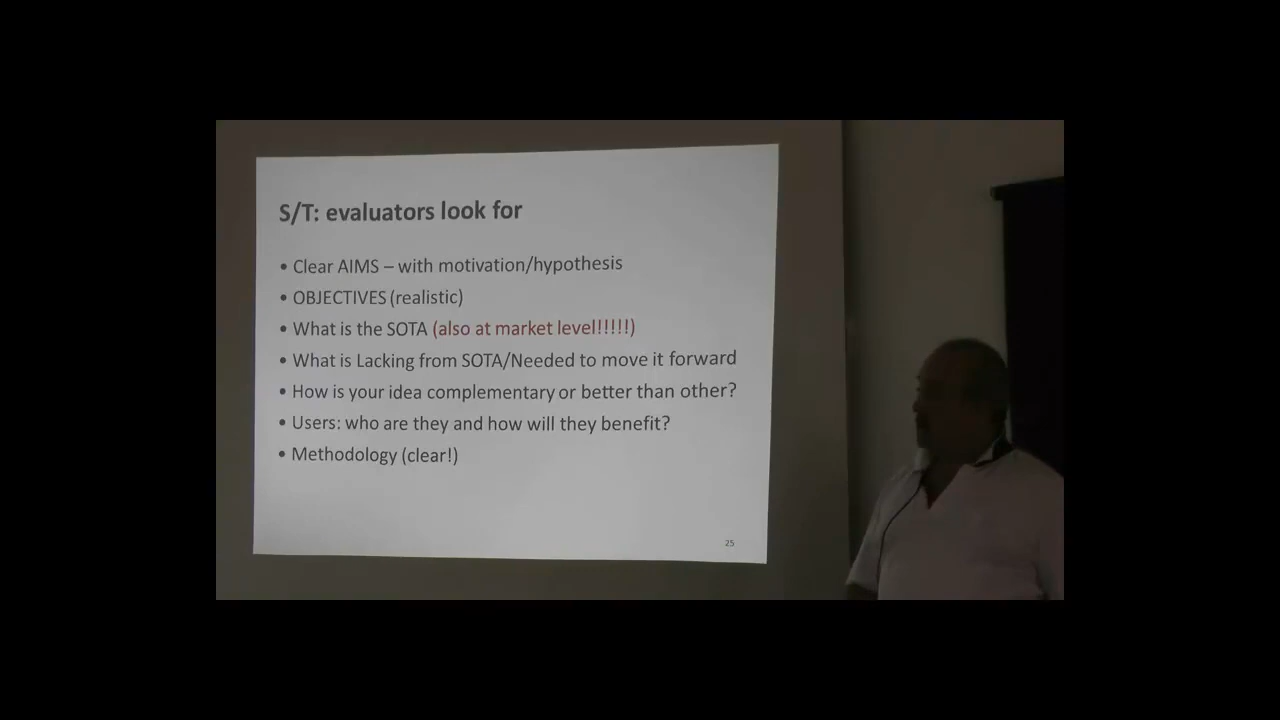 S/T: evaluators look for
• Clear AIMS – with motivation/hypothesis
• OBJECTIVES (realistic)
• What is the SOTA (also at market level!!!!!)
• What is Lacking from SOTA/Needed to move it forward
• How is your idea complementary or better than other?
• Users: who are they and how will they benefit?
• Methodology (clear!)
25